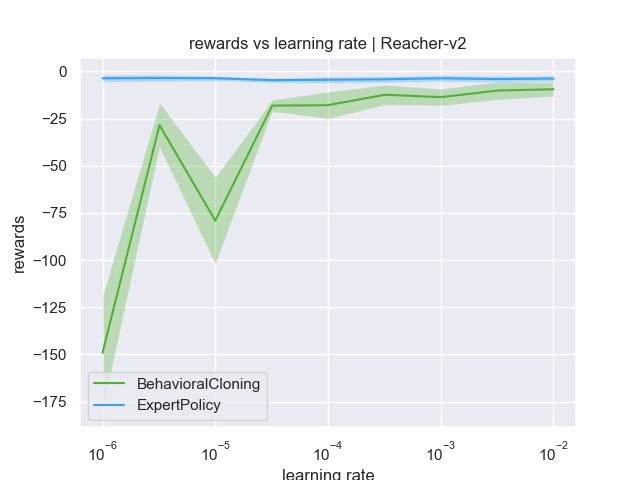 rewards vs learning rate | Reacher-v2
0
−25
−50
−75
−100
−125
−150
−175
rewards
BehavioralCloning
ExpertPolicy
10⁻⁶ 10⁻⁵ 10⁻⁴ 10⁻³ 10⁻²
learning rate